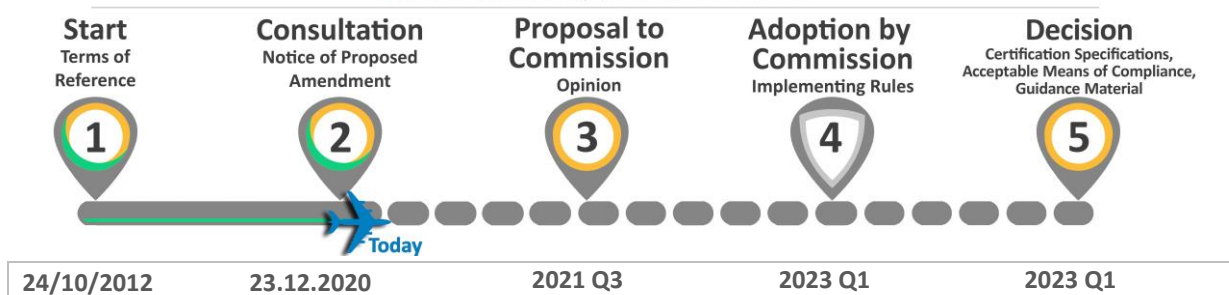 Start
Terms of
Reference
Consultation
Notice of Proposed
Amendment
Proposal to
Commission
Opinion
Adoption by
Commission
Implementing Rules
Decision
Certification Specifications,
Acceptable Means of Compliance,
Guidance Material
1
2
3
4
5
Today
24/10/2012
23.12.2020
2021 Q3
2023 Q1
2023 Q1